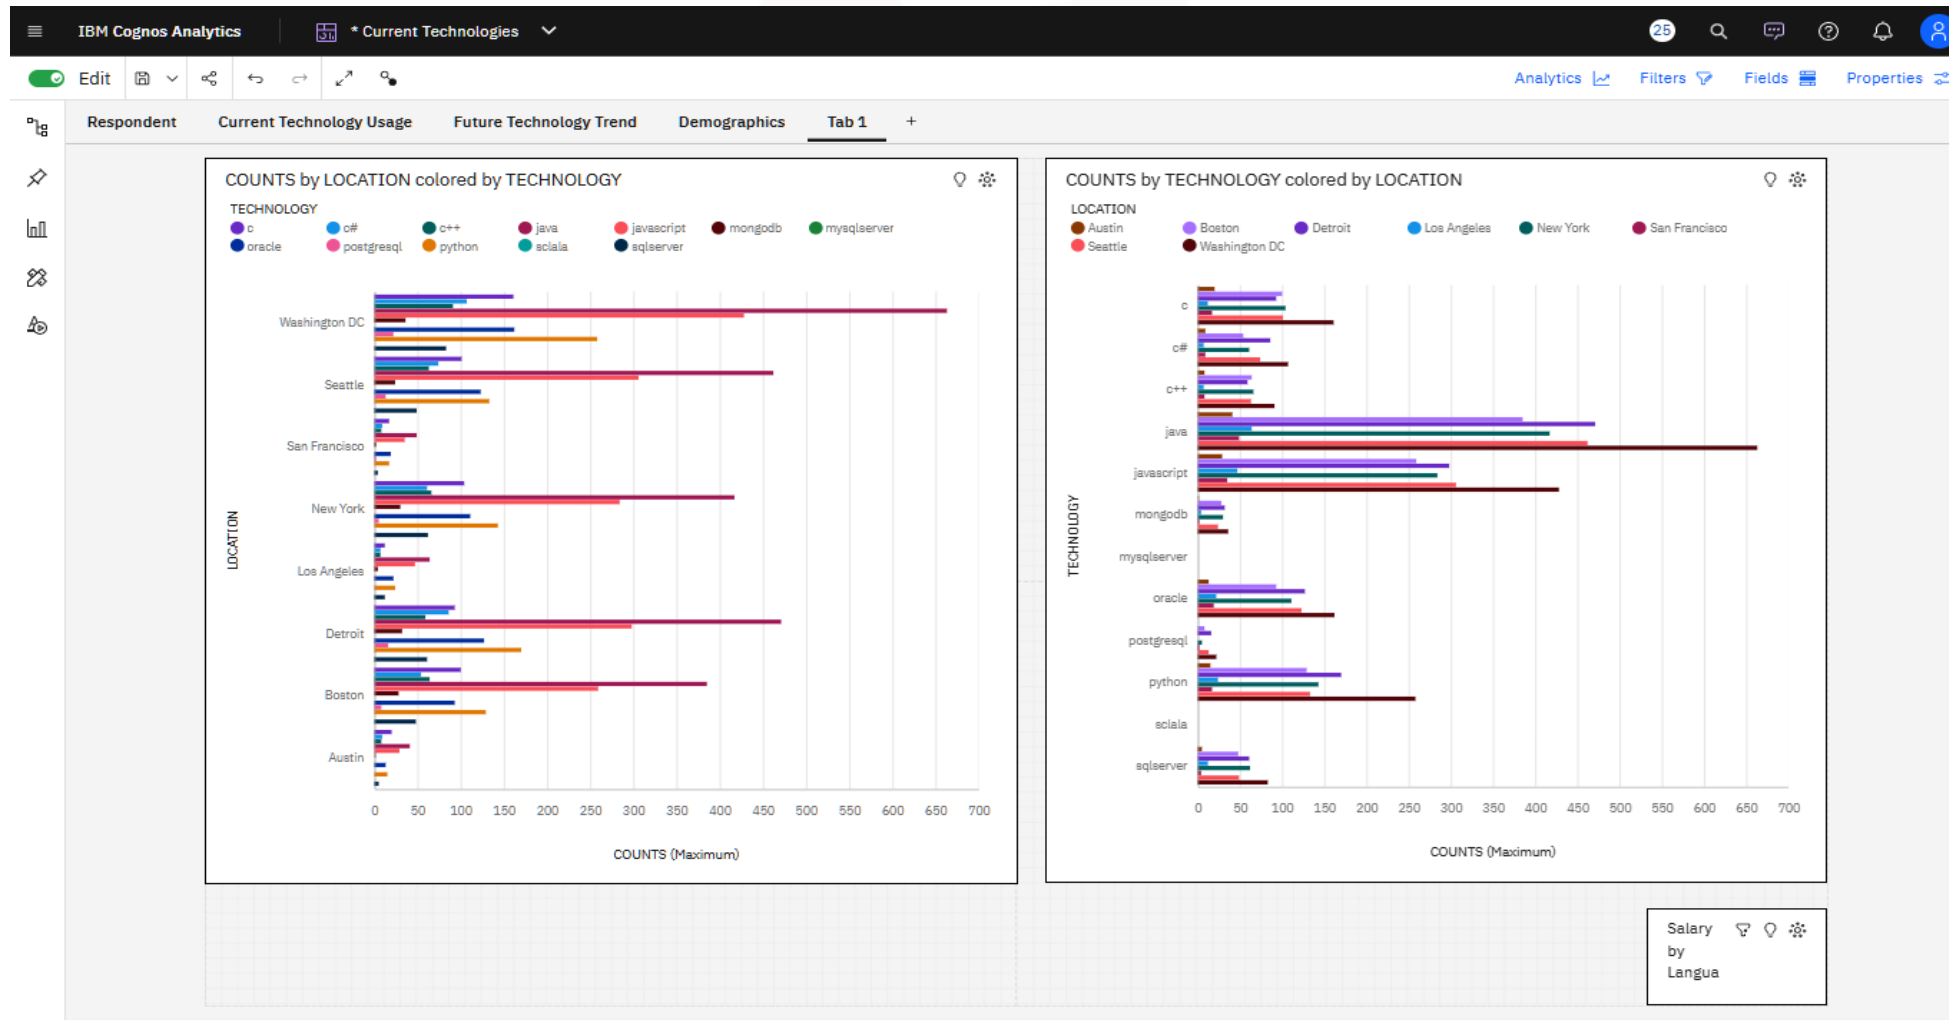 IBM Cognos Analytics
* Current Technologies
25
Edit
Analytics
Filters
Fields
Properties
Respondent
Current Technology Usage
Future Technology Trend
Demographics
Tab 1
+
COUNTS by LOCATION colored by TECHNOLOGY
TECHNOLOGY
c c# c++ java javascript mongodb mysqlserver
oracle postgresql python sclala sqlserver
LOCATION
Washington DC
Seattle
San Francisco
New York
Los Angeles
Detroit
Boston
Austin
0 50 100 150 200 250 300 350 400 450 500 550 600 650 700
COUNTS (Maximum)
COUNTS by TECHNOLOGY colored by LOCATION
LOCATION
Austin Boston Detroit Los Angeles New York San Francisco
Seattle Washington DC
TECHNOLOGY
c
c#
c++
java
javascript
mongodb
mysqlserver
oracle
postgresql
python
sclala
sqlserver
0 50 100 150 200 250 300 350 400 450 500 550 600 650 700
COUNTS (Maximum)
Salary
by
Langua